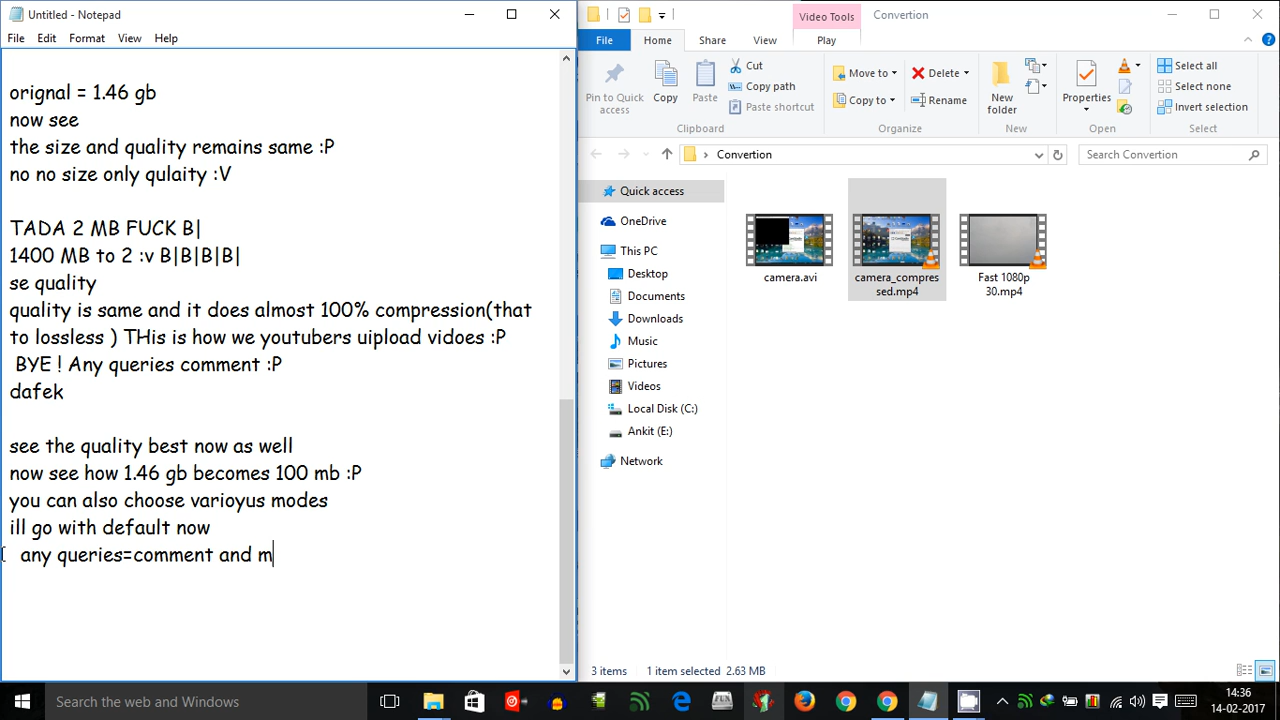 Untitled - Notepad
File Edit Format View Help
orignal = 1.46 gb
now see
the size and quality remains same :P
no no size only qulaity :V
TADA 2 MB FUCK B|
1400 MB to 2 :v B|B|B|B|
se quality
quality is same and it does almost 100% compression(that
to lossless ) THis is how we youtubers uipload vidoes :P
BYE ! Any queries comment :P
dafek
see the quality best now as well
now see how 1.46 gb becomes 100 mb :P
you can also choose varioyus modes
ill go with default now
any queries=comment and m
Video Tools Convertion
File Home Share View Play
Pin to Quick access
Copy
Paste
Cut
Copy path
Paste shortcut
Clipboard
Move to
Copy to
Delete
Rename
Organize
New folder
New
Properties
Open
Select all
Select none
Invert selection
Select
Convertion
Search Convertion
Quick access
OneDrive
This PC
Desktop
Documents
Downloads
Music
Pictures
Videos
Local Disk (C:)
Ankit (E:)
Network
camera.avi
camera_compres
sed.mp4
Fast 1080p
30.mp4
3 items 1 item selected 2.63 MB
Search the web and Windows
14:36
14-02-2017